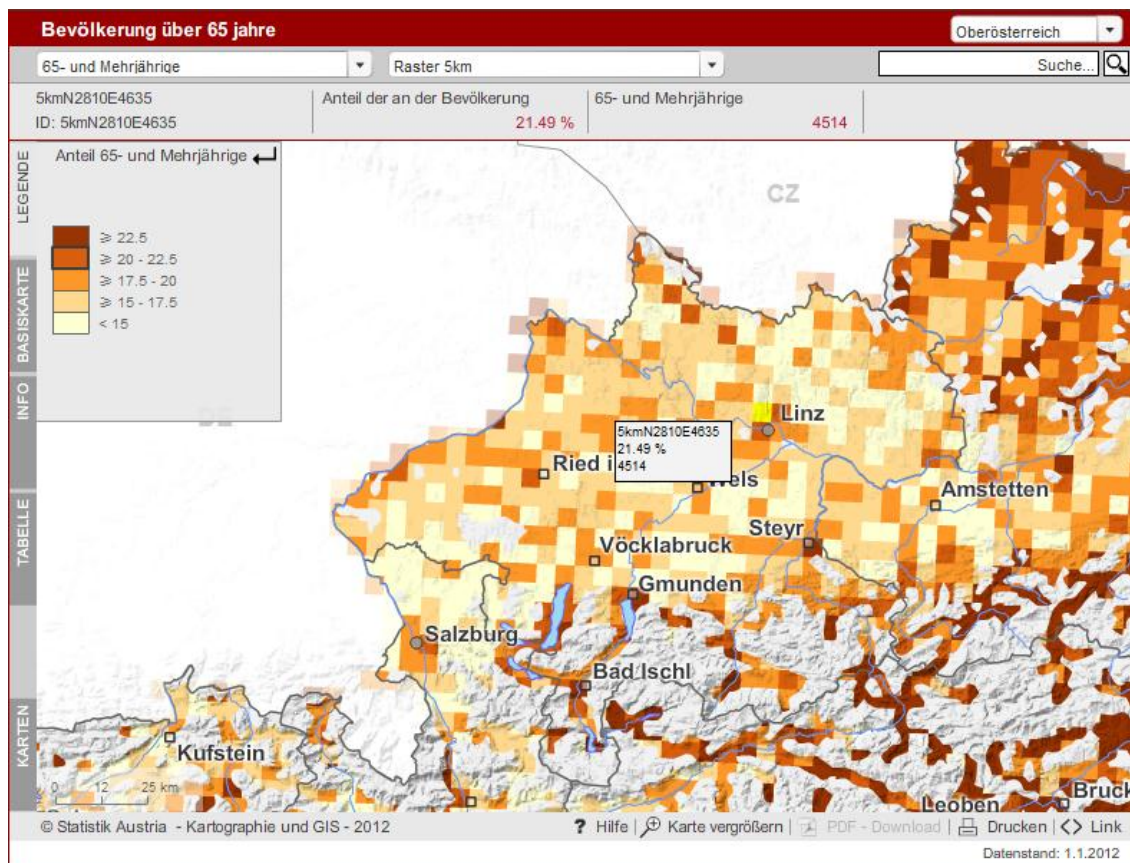 Bevölkerung über 65 jahre
Oberösterreich
65- und Mehrjährige
Raster 5km
Suche...
5kmN2810E4635
ID: 5kmN2810E4635
Anteil der an der Bevölkerung
21.49 %
65- und Mehrjährige
4514
LEGENDE
BASISKARTE
INFO
TABELLE
KARTEN
Anteil 65- und Mehrjährige
≥ 22.5
≥ 20 - 22.5
≥ 17.5 - 20
≥ 15 - 17.5
< 15
CZ
DE
Linz
5kmN2810E4635
21.49 %
4514
Ried i
Wels
Amstetten
Steyr
Vöcklabruck
Gmunden
Salzburg
Bad Ischl
Kufstein
Leoben
Bruck
0 12 25 km
© Statistik Austria - Kartographie und GIS - 2012
? Hilfe | Karte vergrößern | PDF - Download | Drucken | <> Link
Datenstand: 1.1.2012